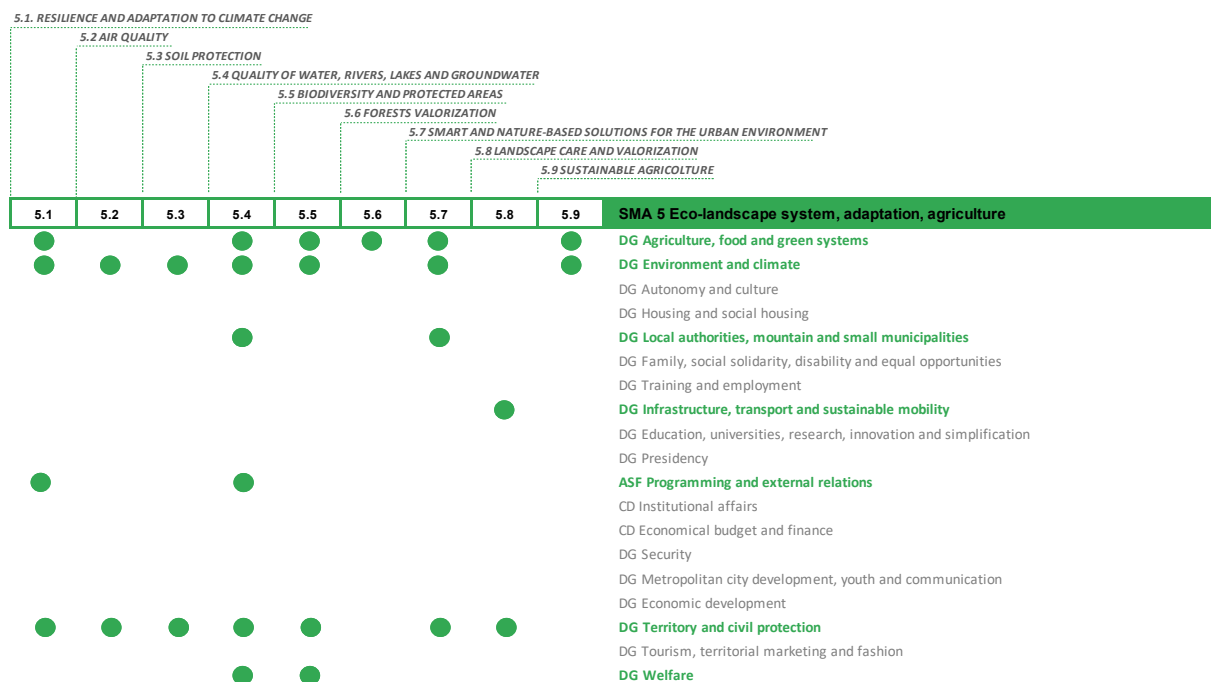 5.1. RESILIENCE AND ADAPTATION TO CLIMATE CHANGE
5.2 AIR QUALITY
5.3 SOIL PROTECTION
5.4 QUALITY OF WATER, RIVERS, LAKES AND GROUNDWATER
5.5 BIODIVERSITY AND PROTECTED AREAS
5.6 FORESTS VALORIZATION
5.7 SMART AND NATURE-BASED SOLUTIONS FOR THE URBAN ENVIRONMENT
5.8 LANDSCAPE CARE AND VALORIZATION
5.9 SUSTAINABLE AGRICOLTURE
5.1 5.2 5.3 5.4 5.5 5.6 5.7 5.8 5.9 SMA 5 Eco-landscape system, adaptation, agriculture
DG Agriculture, food and green systems
DG Environment and climate
DG Autonomy and culture
DG Housing and social housing
DG Local authorities, mountain and small municipalities
DG Family, social solidarity, disability and equal opportunities
DG Training and employment
DG Infrastructure, transport and sustainable mobility
DG Education, universities, research, innovation and simplification
DG Presidency
ASF Programming and external relations
CD Institutional affairs
CD Economical budget and finance
DG Security
DG Metropolitan city development, youth and communication
DG Economic development
DG Territory and civil protection
DG Tourism, territorial marketing and fashion
DG Welfare